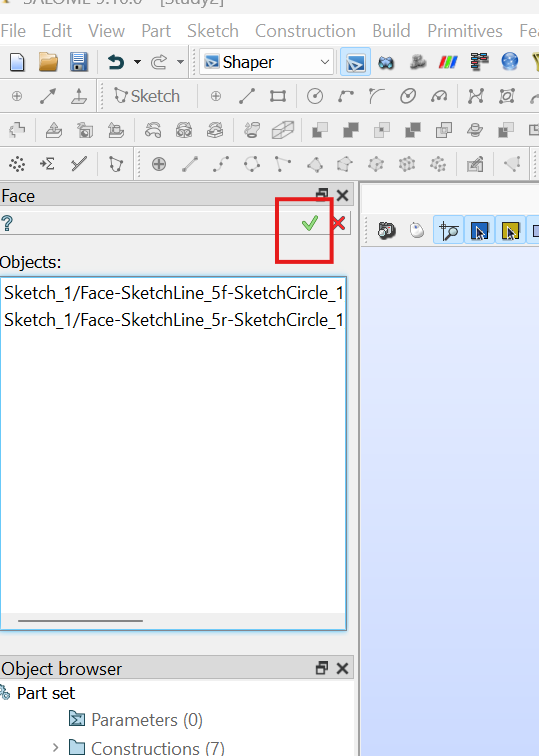 SALOME 9.10.0 - [Study2]
File Edit View Part Sketch Construction Build Primitives
Shaper
Sketch
Face
?
Objects:
Sketch_1/Face-SketchLine_5f-SketchCircle_1
Sketch_1/Face-SketchLine_5r-SketchCircle_1
Object browser
Part set
Parameters (0)
Constructions (7)